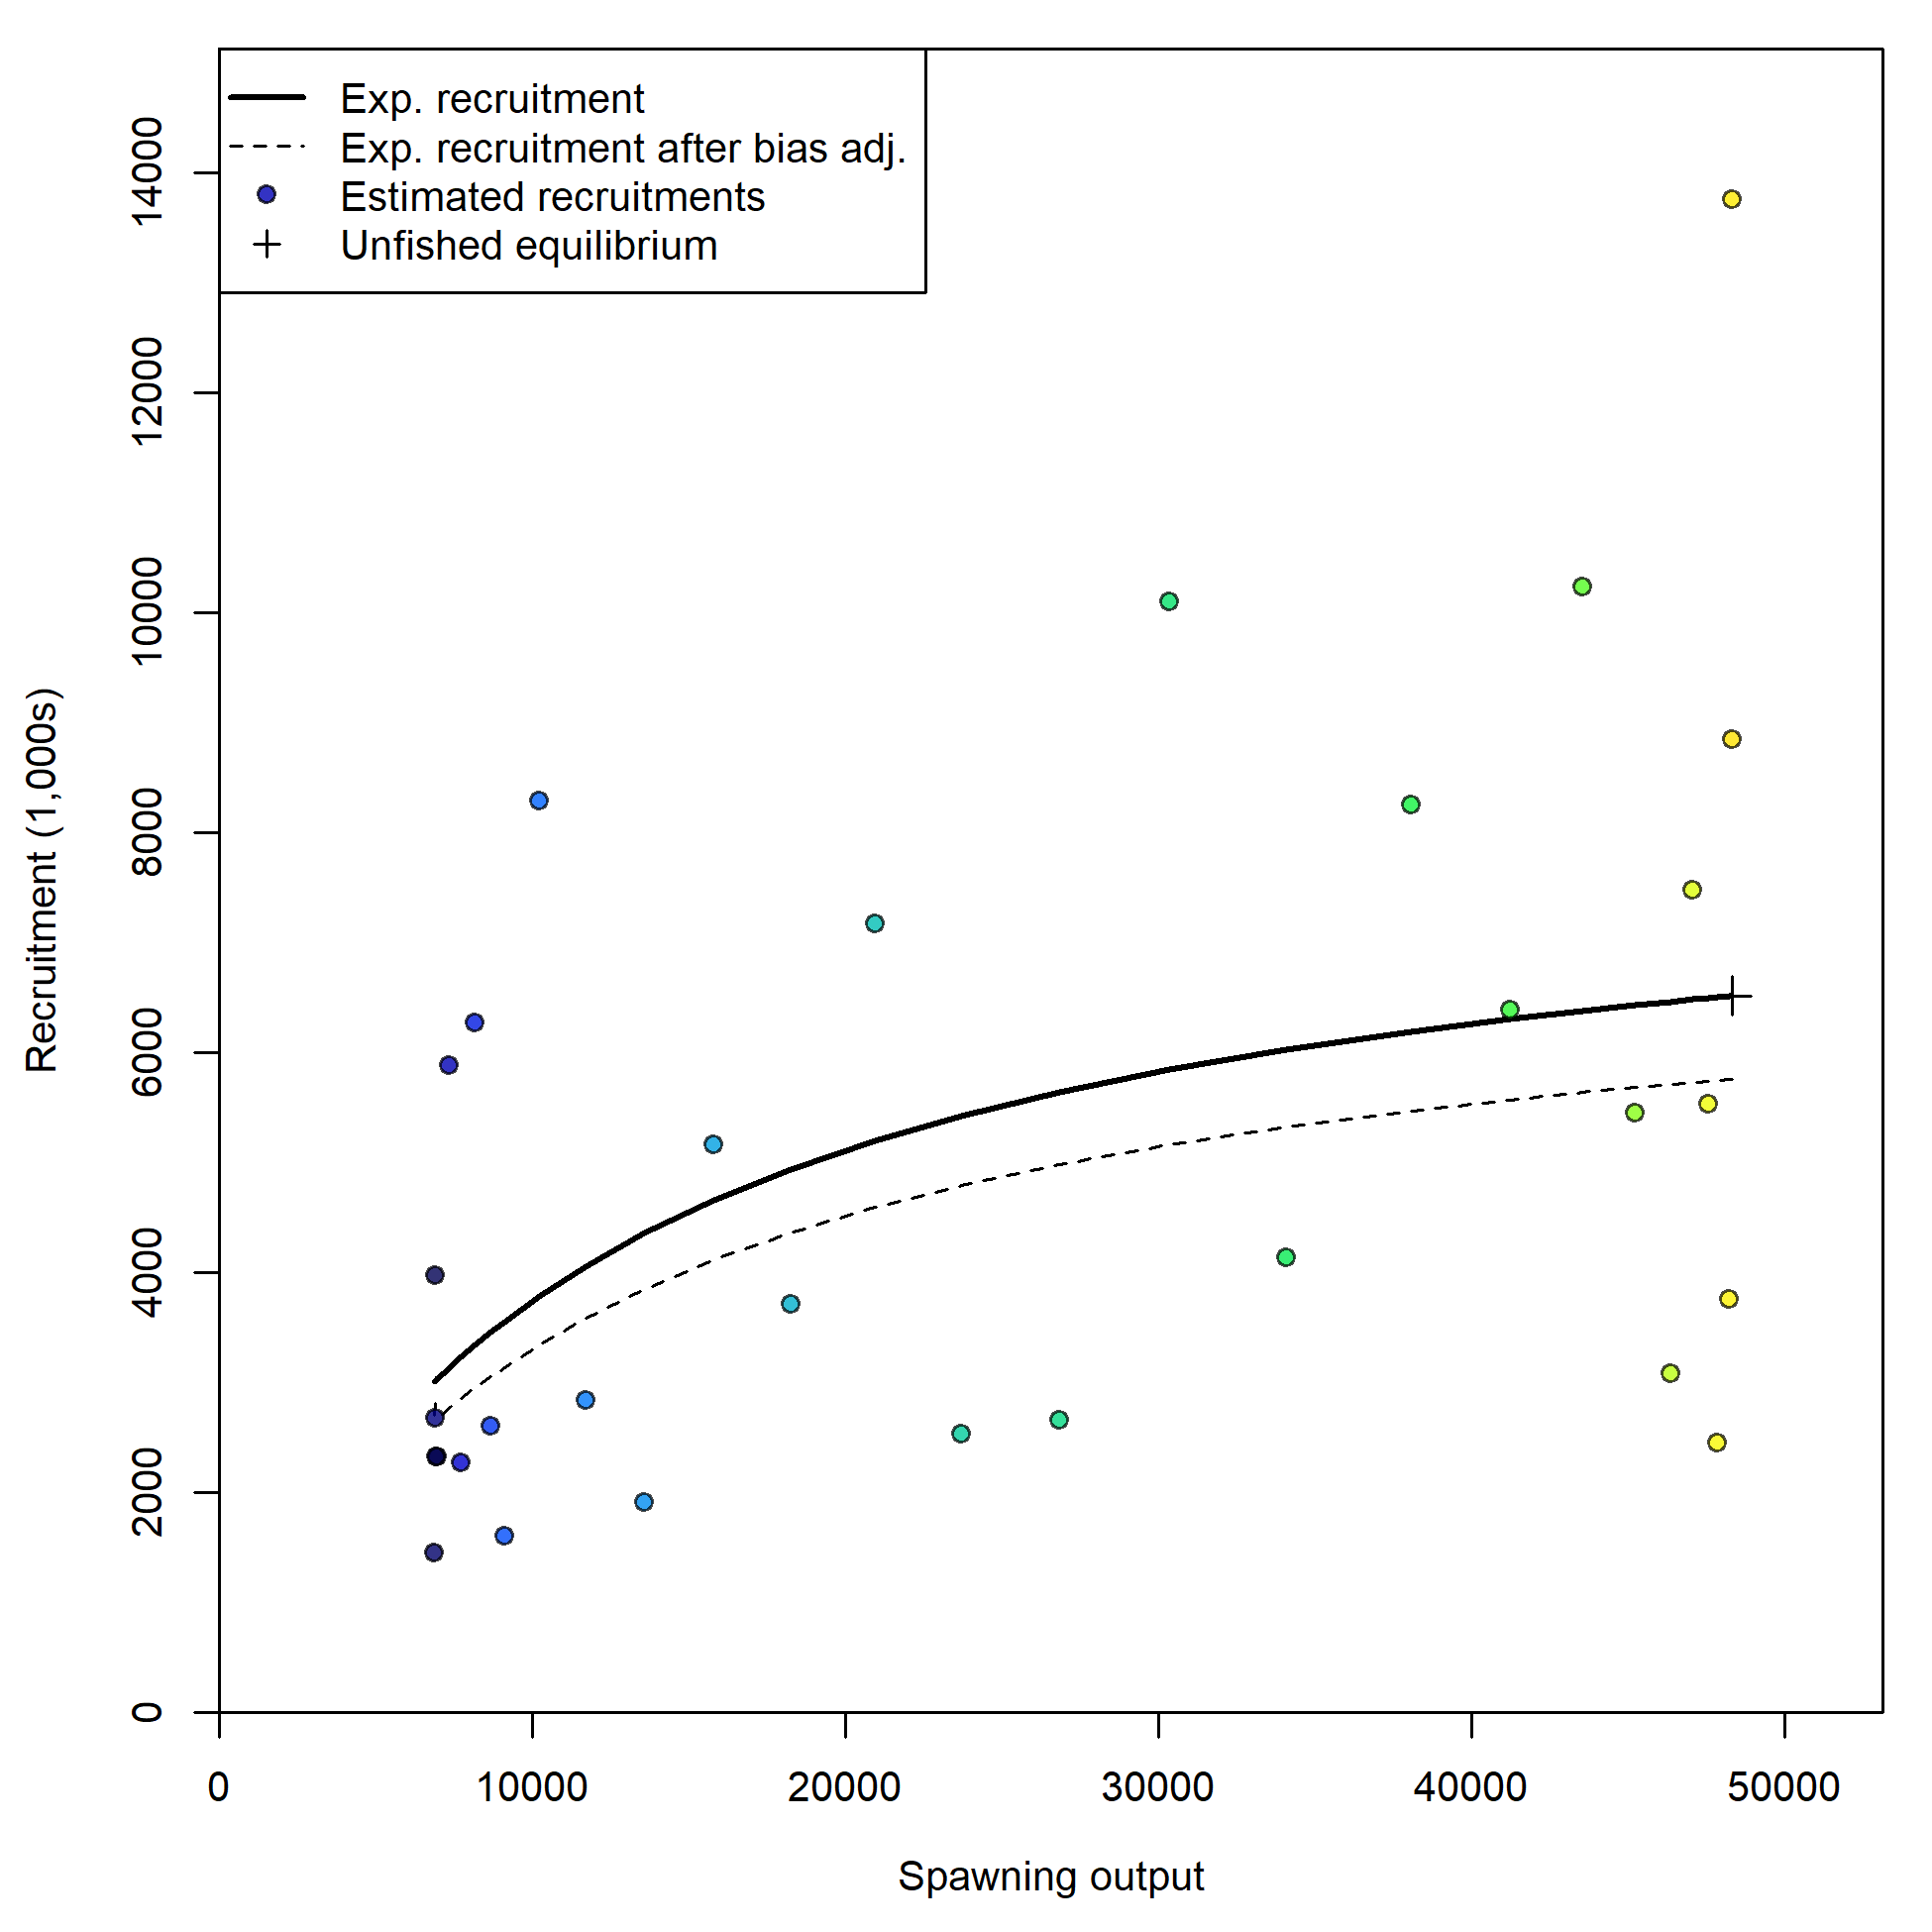 Exp. recruitment
Exp. recruitment after bias adj.
Estimated recruitments
Unfished equilibrium
Recruitment (1,000s)
14000
12000
10000
8000
6000
4000
2000
0
0 10000 20000 30000 40000 50000
Spawning output